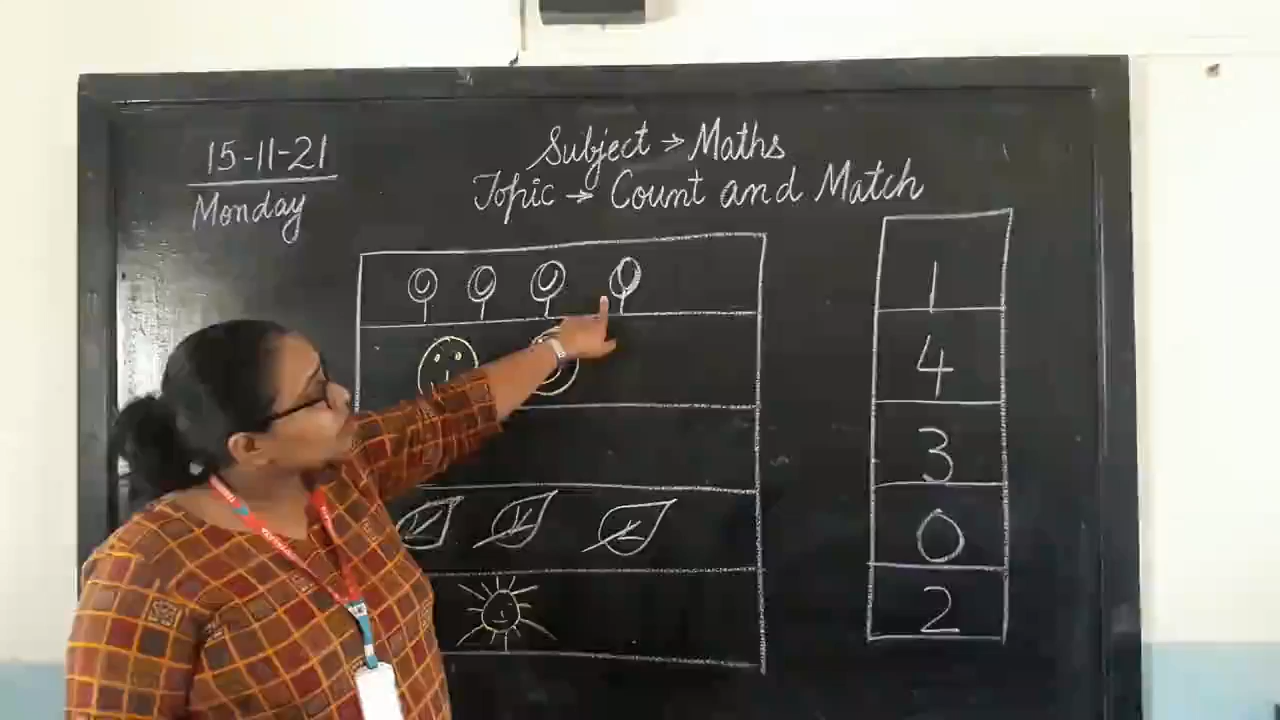 15-11-21
Monday
Subject → Maths
Topic → Count and Match
1
4
3
0
2